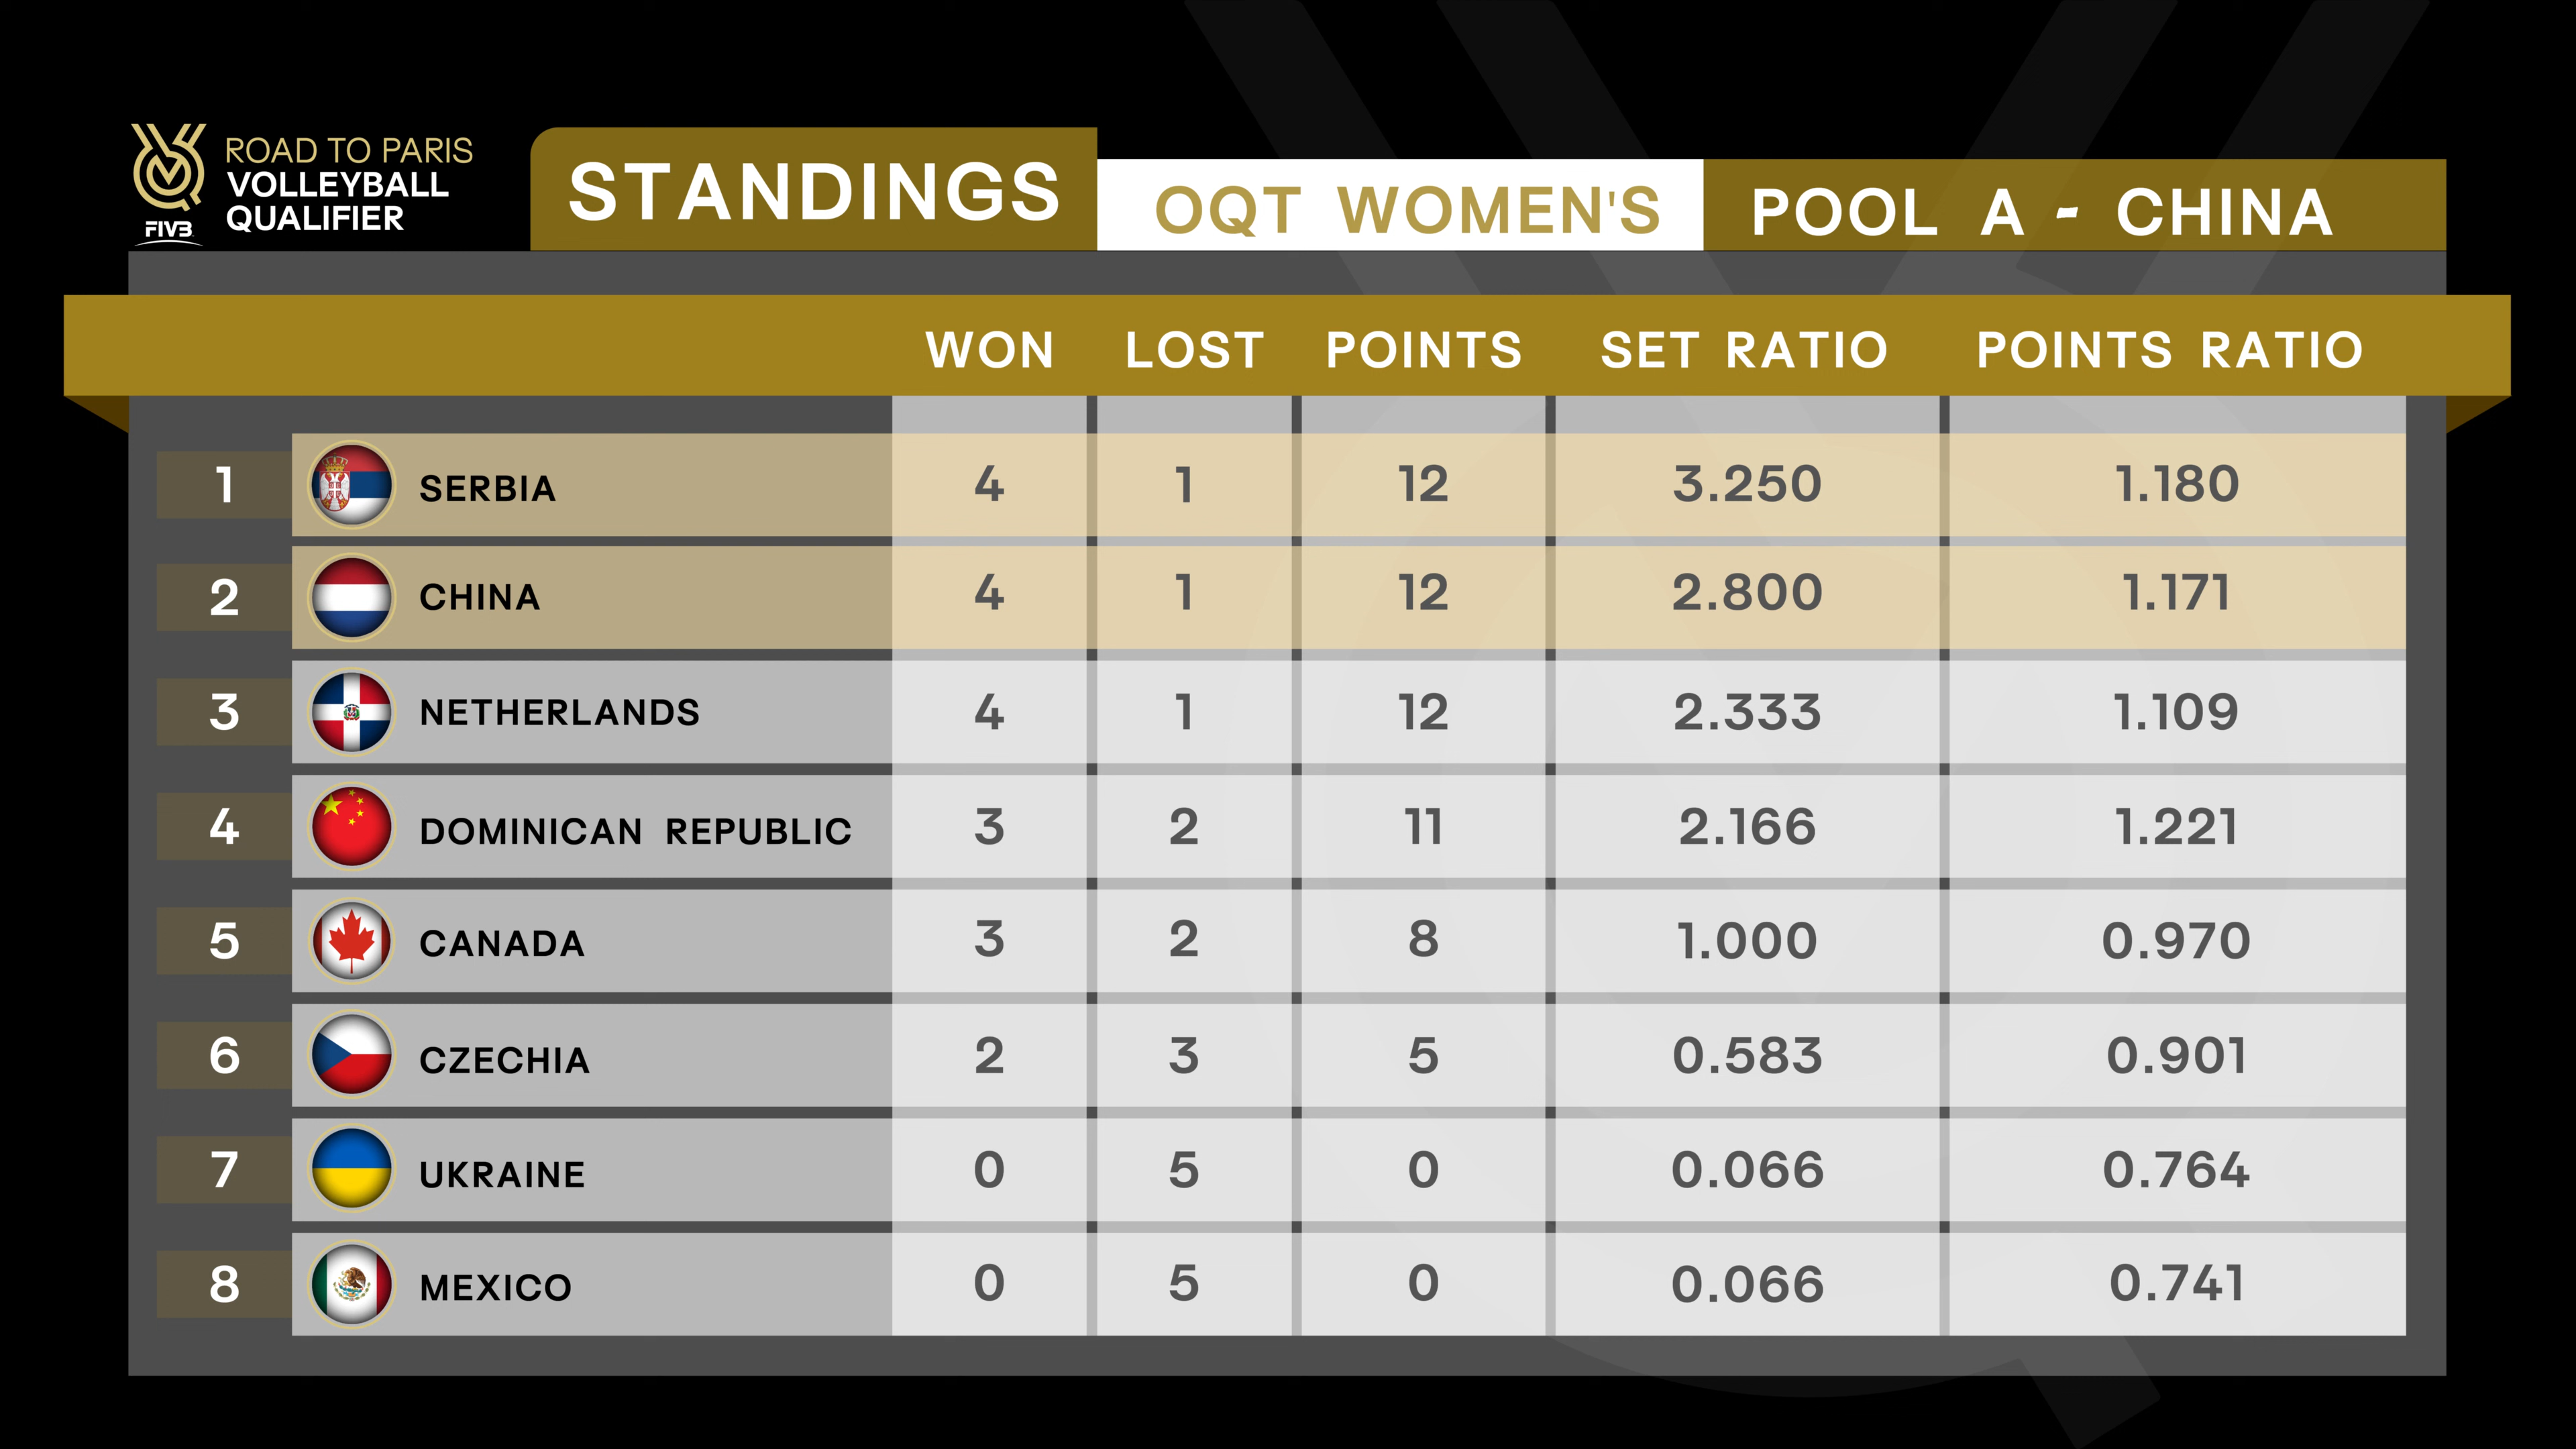 ROAD TO PARIS
VOLLEYBALL
QUALIFIER
FIVB
STANDINGS
OQT WOMEN'S
POOL A - CHINA
WON LOST POINTS SET RATIO POINTS RATIO
1 SERBIA 4 1 12 3.250 1.180
2 CHINA 4 1 12 2.800 1.171
3 NETHERLANDS 4 1 12 2.333 1.109
4 DOMINICAN REPUBLIC 3 2 11 2.166 1.221
5 CANADA 3 2 8 1.000 0.970
6 CZECHIA 2 3 5 0.583 0.901
7 UKRAINE 0 5 0 0.066 0.764
8 MEXICO 0 5 0 0.066 0.741